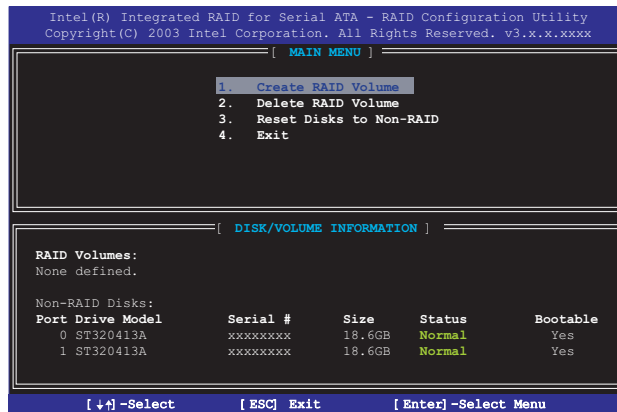 Intel(R) Integrated RAID for Serial ATA - RAID Configuration Utility
Copyright(C) 2003 Intel Corporation. All Rights Reserved. v3.x.x.xxxx
[ MAIN MENU ]
1. Create RAID Volume
2. Delete RAID Volume
3. Reset Disks to Non-RAID
4. Exit
[ DISK/VOLUME INFORMATION ]
RAID Volumes:
None defined.
Non-RAID Disks:
Port Drive Model Serial # Size Status Bootable
0 ST320413A xxxxxxxx 18.6GB Normal Yes
1 ST320413A xxxxxxxx 18.6GB Normal Yes
[↓↑]-Select [ESC] Exit [Enter]-Select Menu